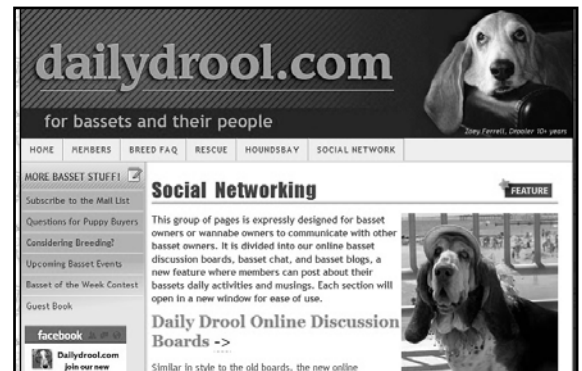 dailydrool.com
for bassets and their people
Zoey Ferrell, Drooler 10+ years
HOME MEMBERS BREED FAQ RESCUE HOUNDSBAY SOCIAL NETWORK
MORE BASSET STUFF!
Subscribe to the Mail List
Questions for Puppy Buyers
Considering Breeding?
Upcoming Basset Events
Basset of the Week Contest
Guest Book
facebook
Dailydrool.com
join our new
Social Networking
FEATURE
This group of pages is expressly designed for basset
owners or wannabe owners to communicate with other
basset owners. It is divided into our online basset
discussion boards, basset chat, and basset blogs, a
new feature where members can post about their
bassets daily activities and musings. Each section will
open in a new window for ease of use.
Daily Drool Online Discussion
Boards ->
Similar in style to the old boards, the new online